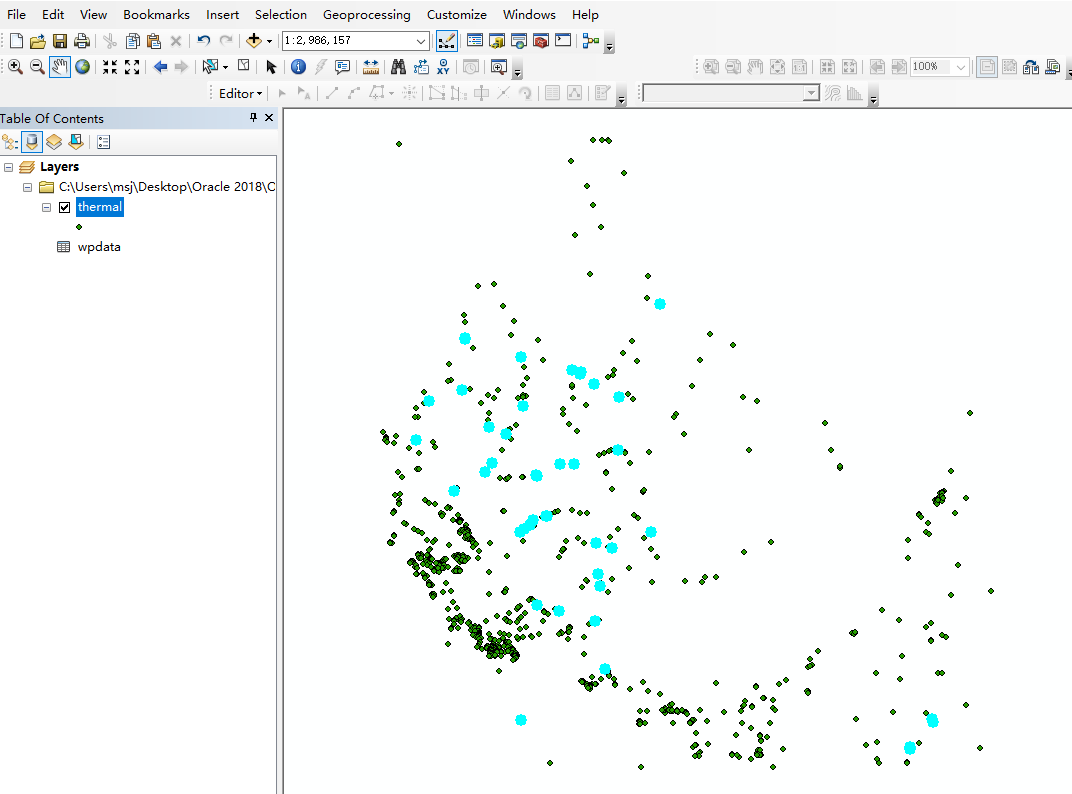 File Edit View Bookmarks Insert Selection Geoprocessing Customize Windows Help
1:2,986,157
XY
100%
Editor
Table Of Contents
Layers
C:\Users\msj\Desktop\Oracle 2018\C
thermal
wpdata